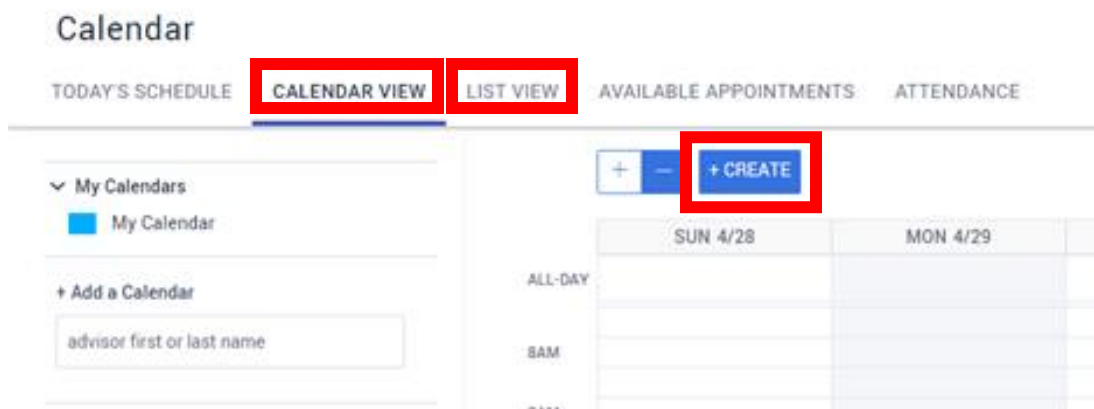 Calendar
TODAY'S SCHEDULE CALENDAR VIEW LIST VIEW AVAILABLE APPOINTMENTS ATTENDANCE
My Calendars
My Calendar
+ Add a Calendar
advisor first or last name
+ − + CREATE
SUN 4/28 MON 4/29
ALL-DAY
8AM